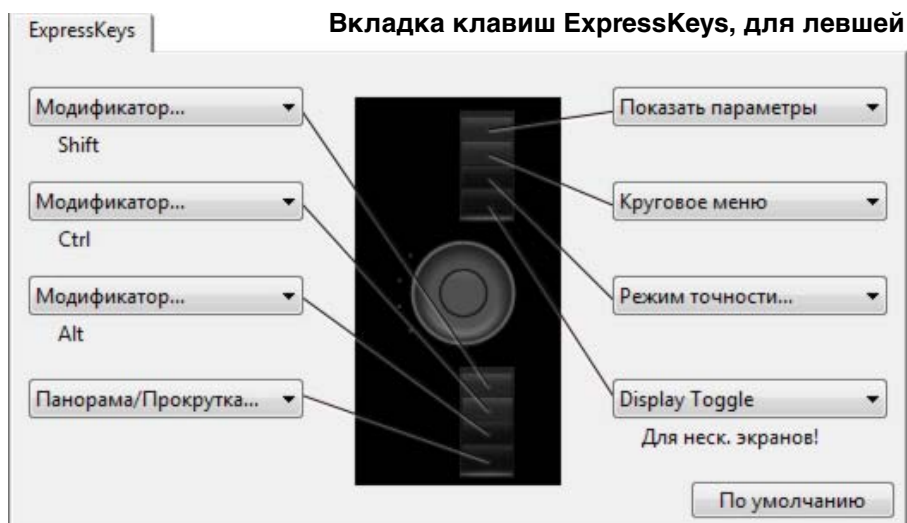 ExpressKeys
Вкладка клавиш ExpressKeys, для левшей
Модификатор...
Shift
Модификатор...
Ctrl
Модификатор...
Alt
Панорама/Прокрутка...
Показать параметры
Круговое меню
Режим точности...
Display Toggle
Для неск. экранов!
По умолчанию